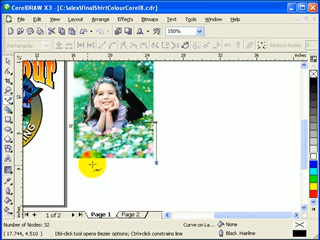 CorelDRAW X3 - [C:\alex\FinalShirtColourCorel8.cdr]
File Edit View Layout Arrange Effects Bitmaps Text Tools Window Help
150%
Rectangular
1 of 2 Page 1 Page 2
Number of Nodes: 32 Curve on La... None
(17.744, 4.510) Dbl-click tool opens Bezier options; Ctrl-click constrains line Black Hairline